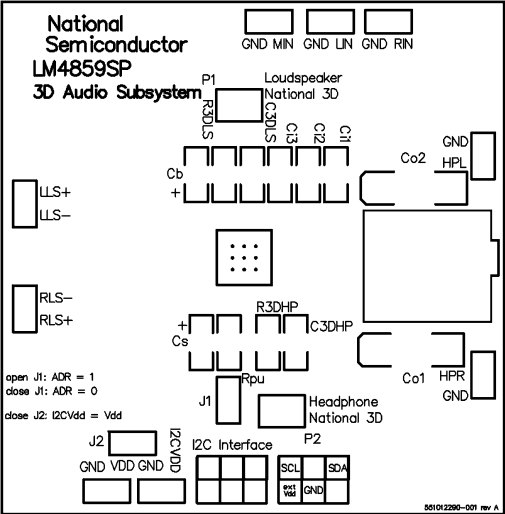 National
Semiconductor
LM4859SP
3D Audio Subsystem
GND MIN
GND LIN
GND RIN
P1
Loudspeaker
National 3D
R3DLS
C3DLS
Ci3
Ci2
Ci1
Cb
+
Co2
GND
HPL
LLS+
LLS-
RLS-
RLS+
R3DHP
C3DHP
+
Cs
Rpu
Co1
HPR
GND
open J1: ADR = 1
close J1: ADR = 0
close J2: I2CVdd = Vdd
J1
Headphone
National 3D
J2
I2CVDD
I2C Interface
P2
GND VDD GND
SCL
SDA
ext
Vdd
GND
551012290-001 rev A